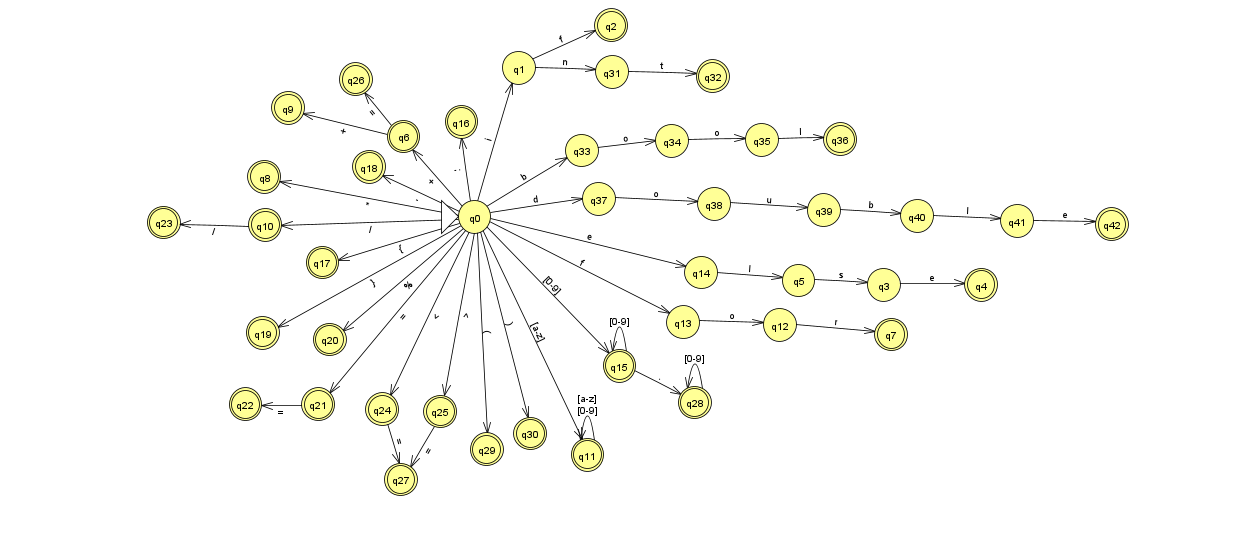 q2
f
q1
n
q31
t
q32
q26
=
q9
+
q6
q16
.
i
q33
o
q34
o
q35
l
q36
b
q18
+
q8
*
q37
o
q38
u
q39
b
q40
l
q41
e
q42
d
q23
/
q10
/
q0
q17
{
e
q14
l
q5
s
q3
e
q4
f
[0-9]
q19
}
q20
%
=
<
>
(
)
[a-z]
q13
o
q12
r
q7
[0-9]
q15
.
[0-9]
q28
q22
=
q21
q24
q25
[a-z]
[0-9]
q29
q30
q11
=
=
q27